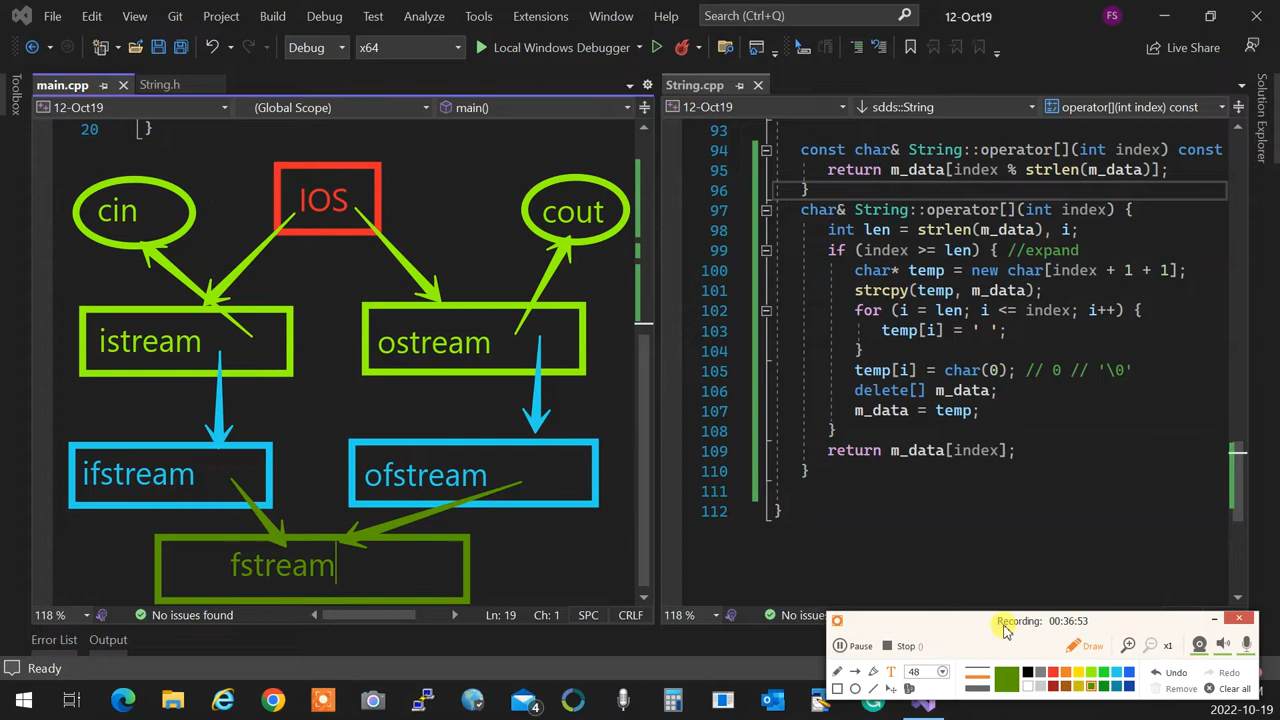 File Edit View Git Project Build Debug Test Analyze Tools Extensions Window Help Search (Ctrl+Q) 12-Oct19 FS
Debug x64 Local Windows Debugger Live Share
Toolbox
main.cpp String.h
12-Oct19 (Global Scope) main()
20 }
cin IOS cout
istream ostream
ifstream ofstream
fstream
118 % No issues found Ln: 19 Ch: 1 SPC CRLF
String.cpp
12-Oct19 sdds::String operator[](int index) const
93
94 const char& String::operator[](int index) const
95 return m_data[index % strlen(m_data)];
96 }
97 char& String::operator[](int index) {
98 int len = strlen(m_data), i;
99 if (index >= len) { //expand
100 char* temp = new char[index + 1 + 1];
101 strcpy(temp, m_data);
102 for (i = len; i <= index; i++) {
103 temp[i] = ' ';
104 }
105 temp[i] = char(0); // 0 // '\0'
106 delete[] m_data;
107 m_data = temp;
108 }
109 return m_data[index];
110 }
111
112 }
118 % No issues
Solution Explorer
Error List Output
Ready
Recording: 00:36:53
Pause Stop () Draw x1
T 48 Undo Redo
Remove Clear all
4
2022-10-19